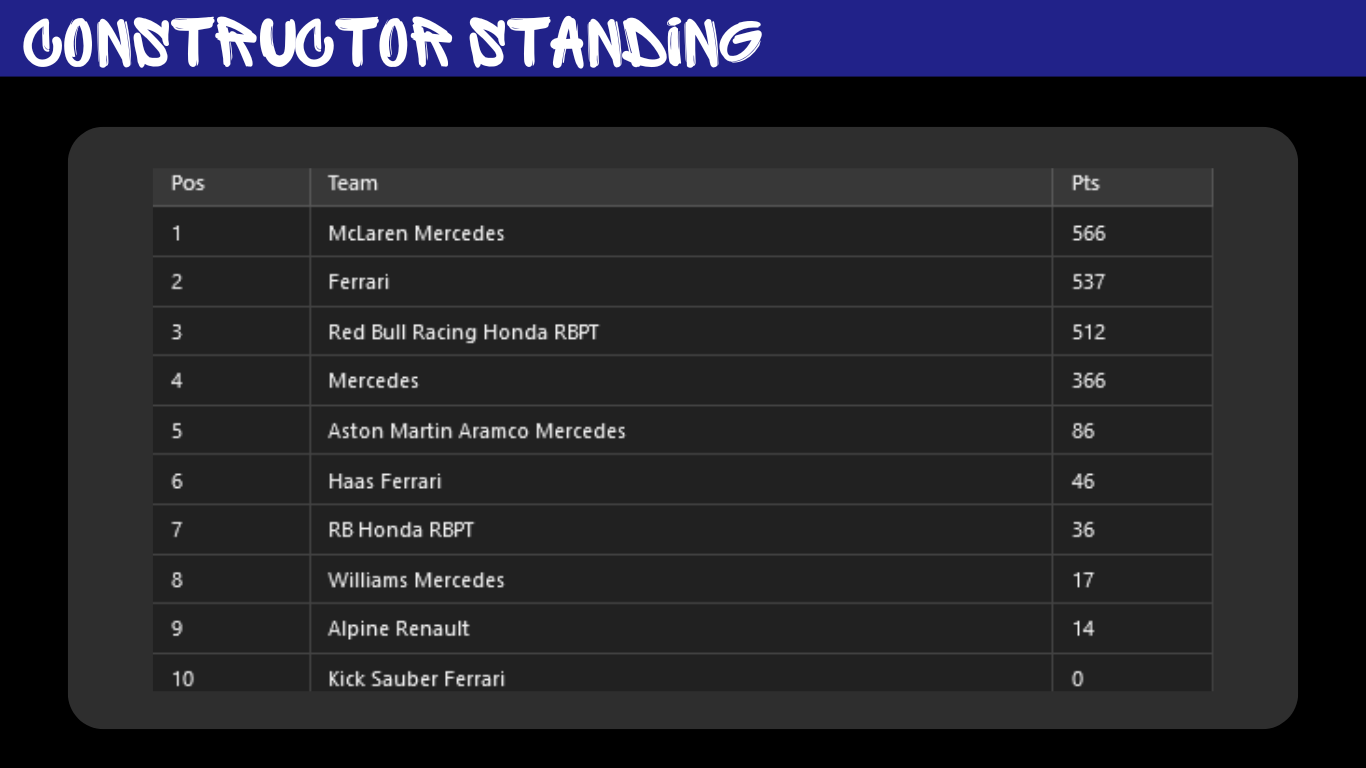 CONSTRUCTOR STANDING
Pos Team Pts
1 McLaren Mercedes 566
2 Ferrari 537
3 Red Bull Racing Honda RBPT 512
4 Mercedes 366
5 Aston Martin Aramco Mercedes 86
6 Haas Ferrari 46
7 RB Honda RBPT 36
8 Williams Mercedes 17
9 Alpine Renault 14
10 Kick Sauber Ferrari 0